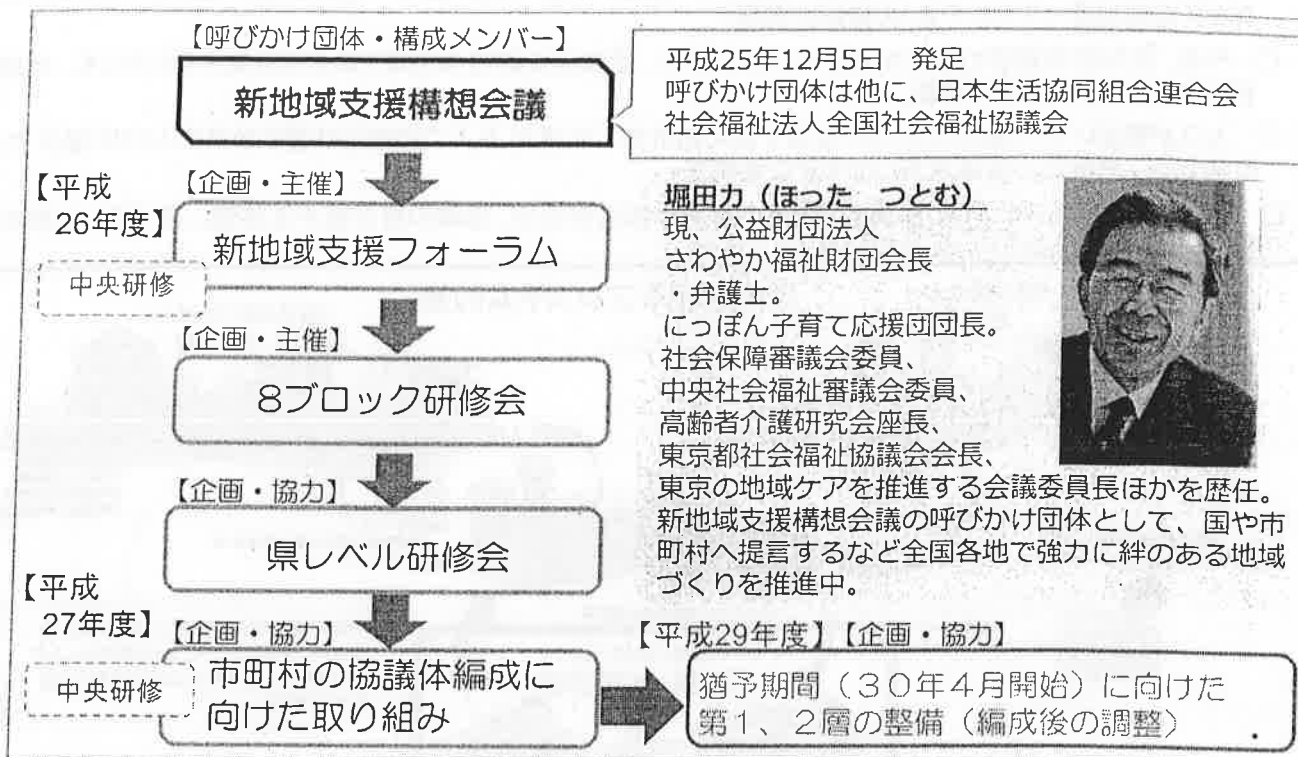 【呼びかけ団体・構成メンバー】
新地域支援構想会議
平成25年12月5日 発足
呼びかけ団体は他に、日本生活協同組合連合会
社会福祉法人全国社会福祉協議会
【平成
26年度】
【企画・主催】
新地域支援フォーラム
中央研修
【企画・主催】
8ブロック研修会
【企画・協力】
県レベル研修会
【平成
27年度】
【企画・協力】
中央研修
市町村の協議体編成に
向けた取り組み
堀田力（ほった つとむ）
現、公益財団法人
さわやか福祉財団会長
、弁護士。
にっぽん子育て応援団団長。
社会保障審議会委員、
中央社会福祉審議会委員、
高齢者介護研究会座長、
東京都社会福祉協議会会長、
東京の地域ケアを推進する会議委員長ほかを歴任。
新地域支援構想会議の呼びかけ団体として、国や市
町村へ提言するなど全国各地で強力に絆のある地域
づくりを推進中。
【平成29年度】【企画・協力】
猶予期間（３０年４月開始）に向けた
第１、２層の整備（編成後の調整）